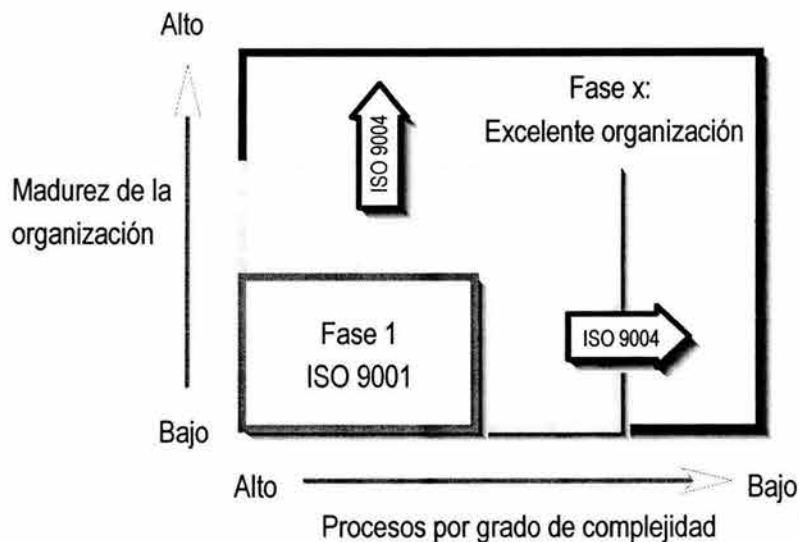 Alto
Fase x:
Excelente organización
ISO 9004
Madurez de la
organización
Fase 1
ISO 9001
ISO 9004
Bajo
Alto
Bajo
Procesos por grado de complejidad